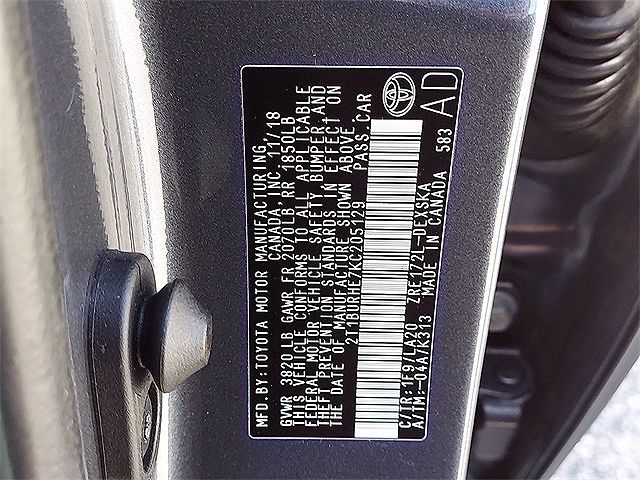 MFD BY: TOYOTA MOTOR MANUFACTURING
CANADA, INC. 11/18
GVWR 3820 LB GAWR FR 2070LB RR 1850LB
THIS VEHICLE CONFORMS TO ALL APPLICABLE
FEDERAL MOTOR VEHICLE SAFETY, BUMPER, AND
THEFT PREVENTION STANDARDS IN EFFECT ON
THE DATE OF MANUFACTURE SHOWN ABOVE.
2T1BURHE7KC205129 PASS.CAR
C/TR: 1F9/LA20 ZRE172L-DEXSKA
A/TM: -04A/K313 MADE IN CANADA 583
AD